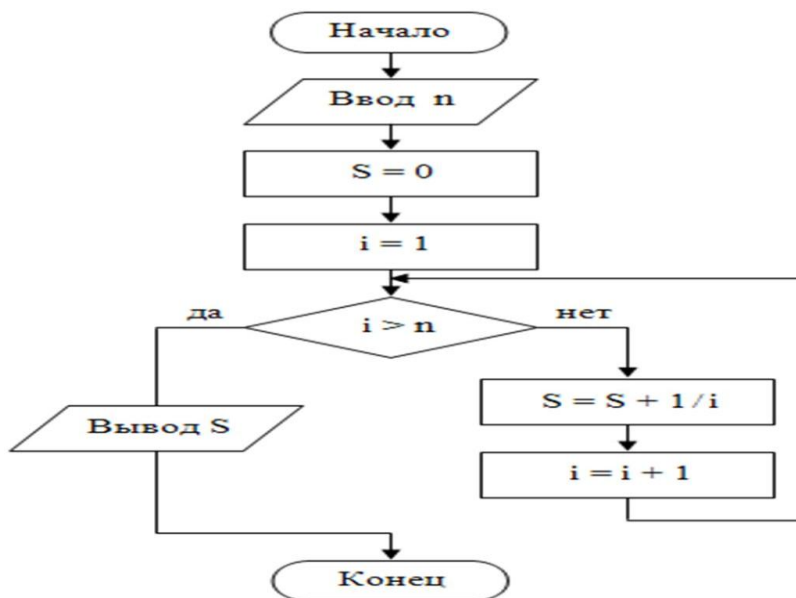 Начало
Ввод n
S = 0
i = 1
да
i > n
нет
S = S + 1/i
Вывод S
i = i + 1
Конец